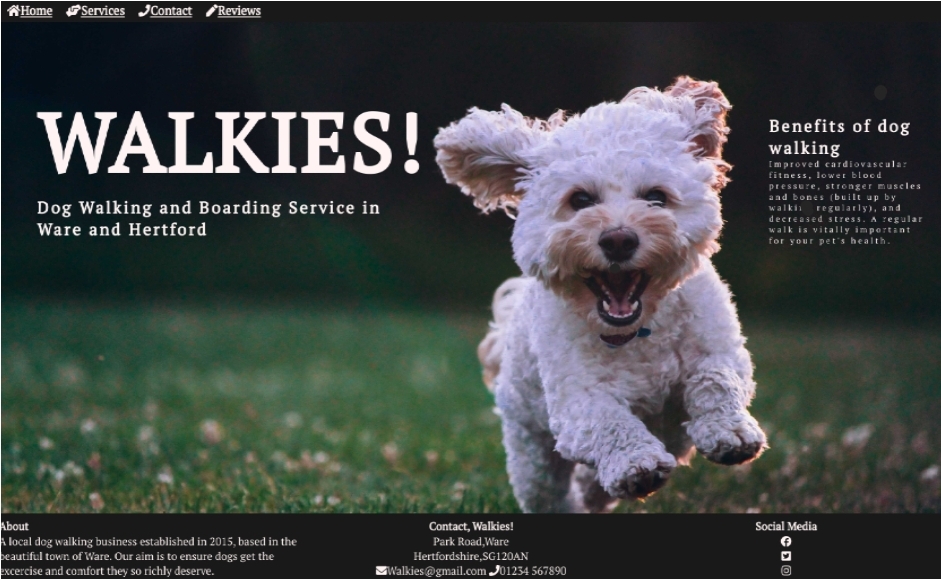 Home Services Contact Reviews
WALKIES!
Dog Walking and Boarding Service in
Ware and Hertford
Benefits of dog
walking
Improved cardiovascular
fitness, lower blood
pressure, stronger muscles
and bones (built up by
regularly), and
decreased stress. A regular
walk is vitally important
for your pet's health.
About
A local dog walking business established in 2015, based in the
beautiful town of Ware. Our aim is to ensure dogs get the
excercise and comfort they so richly deserve.
Contact, Walkies!
Park Road,Ware
Hertfordshire,SG120AN
Walkies@gmail.com 01234 567890
Social Media